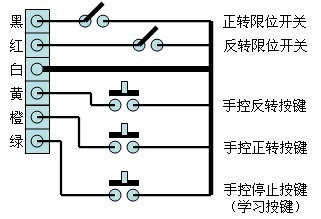 黑
正转限位开关
红
反转限位开关
白
黄
手控反转按键
橙
手控正转按键
绿
手控停止按键
(学习按键)